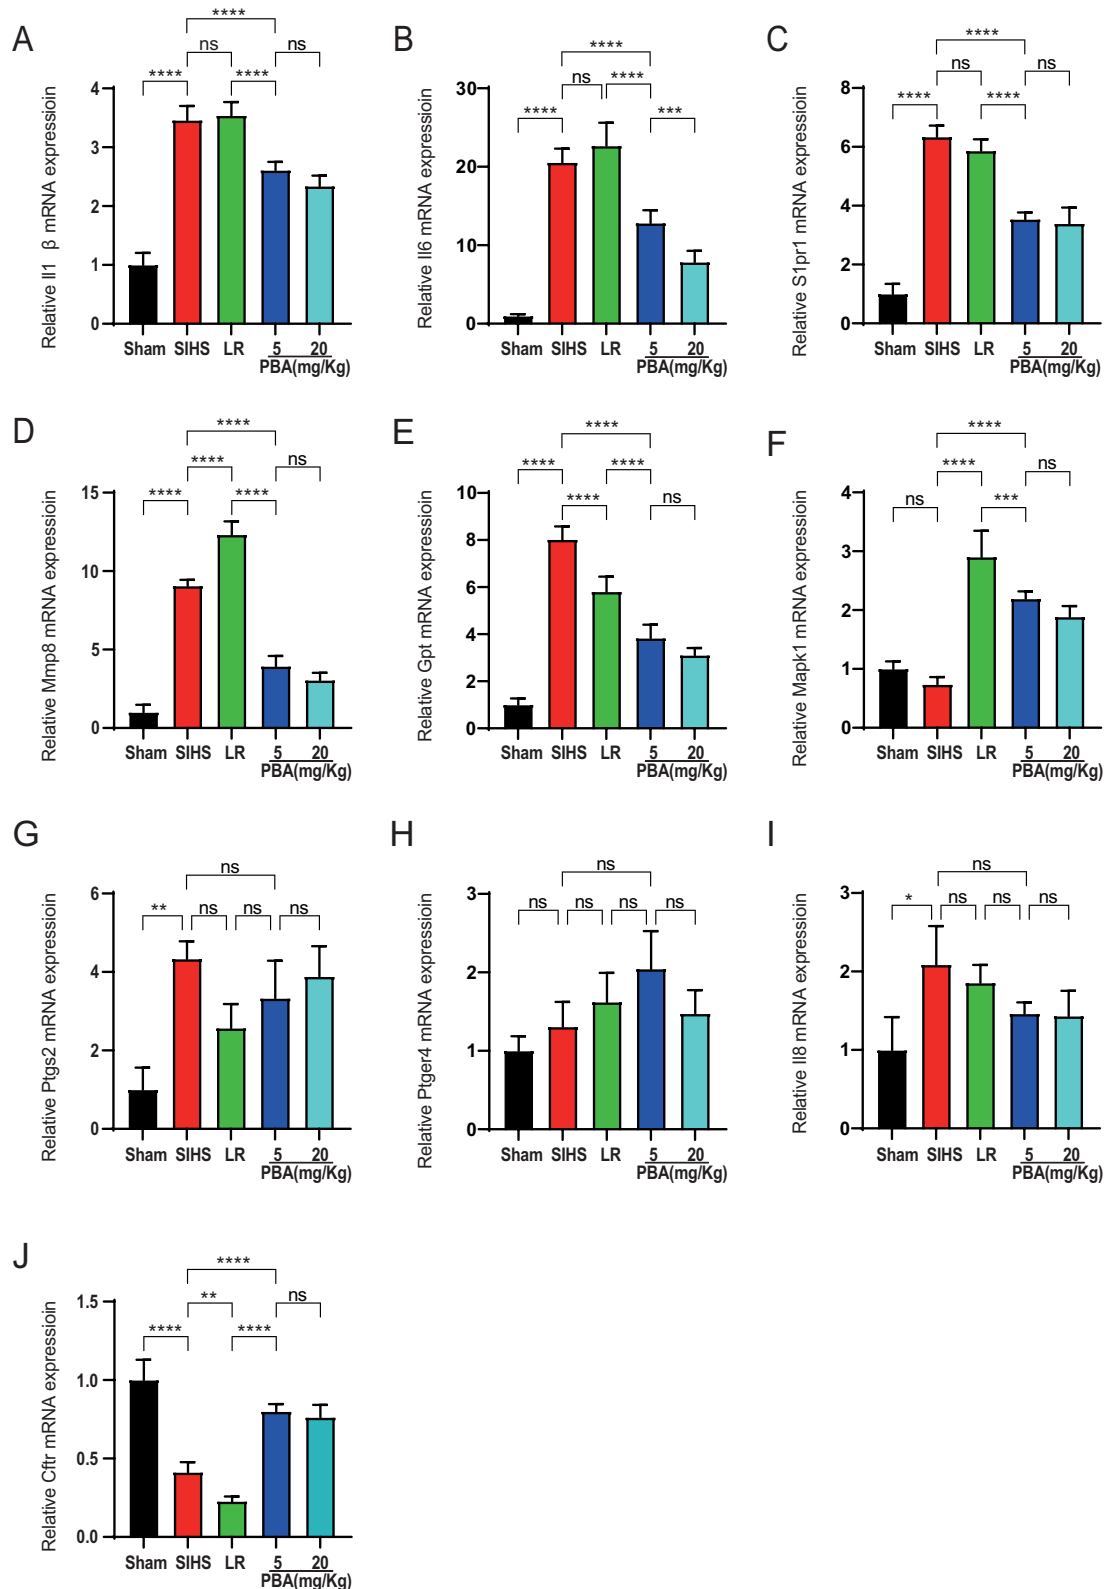 A
B
C
****
ns
ns
****
****
Relative Il1 β mRNA expressioin
4
3
2
1
0
Sham SIHS LR 5 20
PBA(mg/Kg)
****
ns
****
****
***
Relative Il6 mRNA expressioin
30
20
10
0
Sham SIHS LR 5 20
PBA(mg/Kg)
****
ns
ns
****
****
Relative S1pr1 mRNA expressioin
8
6
4
2
0
Sham SIHS LR 5 20
PBA(mg/Kg)
D
E
F
****
****
ns
****
****
Relative Mmp8 mRNA expressioin
15
10
5
0
Sham SIHS LR 5 20
PBA(mg/Kg)
****
****
****
****
ns
Relative Gpt mRNA expressioin
10
8
6
4
2
0
Sham SIHS LR 5 20
PBA(mg/Kg)
****
****
ns
ns
***
Relative Mapk1 mRNA expressioin
4
3
2
1
0
Sham SIHS LR 5 20
PBA(mg/Kg)
G
H
I
ns
** ns ns ns
Relative Ptgs2 mRNA expressioin
6
4
2
0
Sham SIHS LR 5 20
PBA(mg/Kg)
ns
ns ns ns ns
Relative Ptger4 mRNA expressioin
3
2
1
0
Sham SIHS LR 5 20
PBA(mg/Kg)
ns
* ns ns ns
Relative Il8 mRNA expressioin
3
2
1
0
Sham SIHS LR 5 20
PBA(mg/Kg)
J
****
**
ns
****
****
Relative Cftr mRNA expressioin
1.5
1.0
0.5
0.0
Sham SIHS LR 5 20
PBA(mg/Kg)